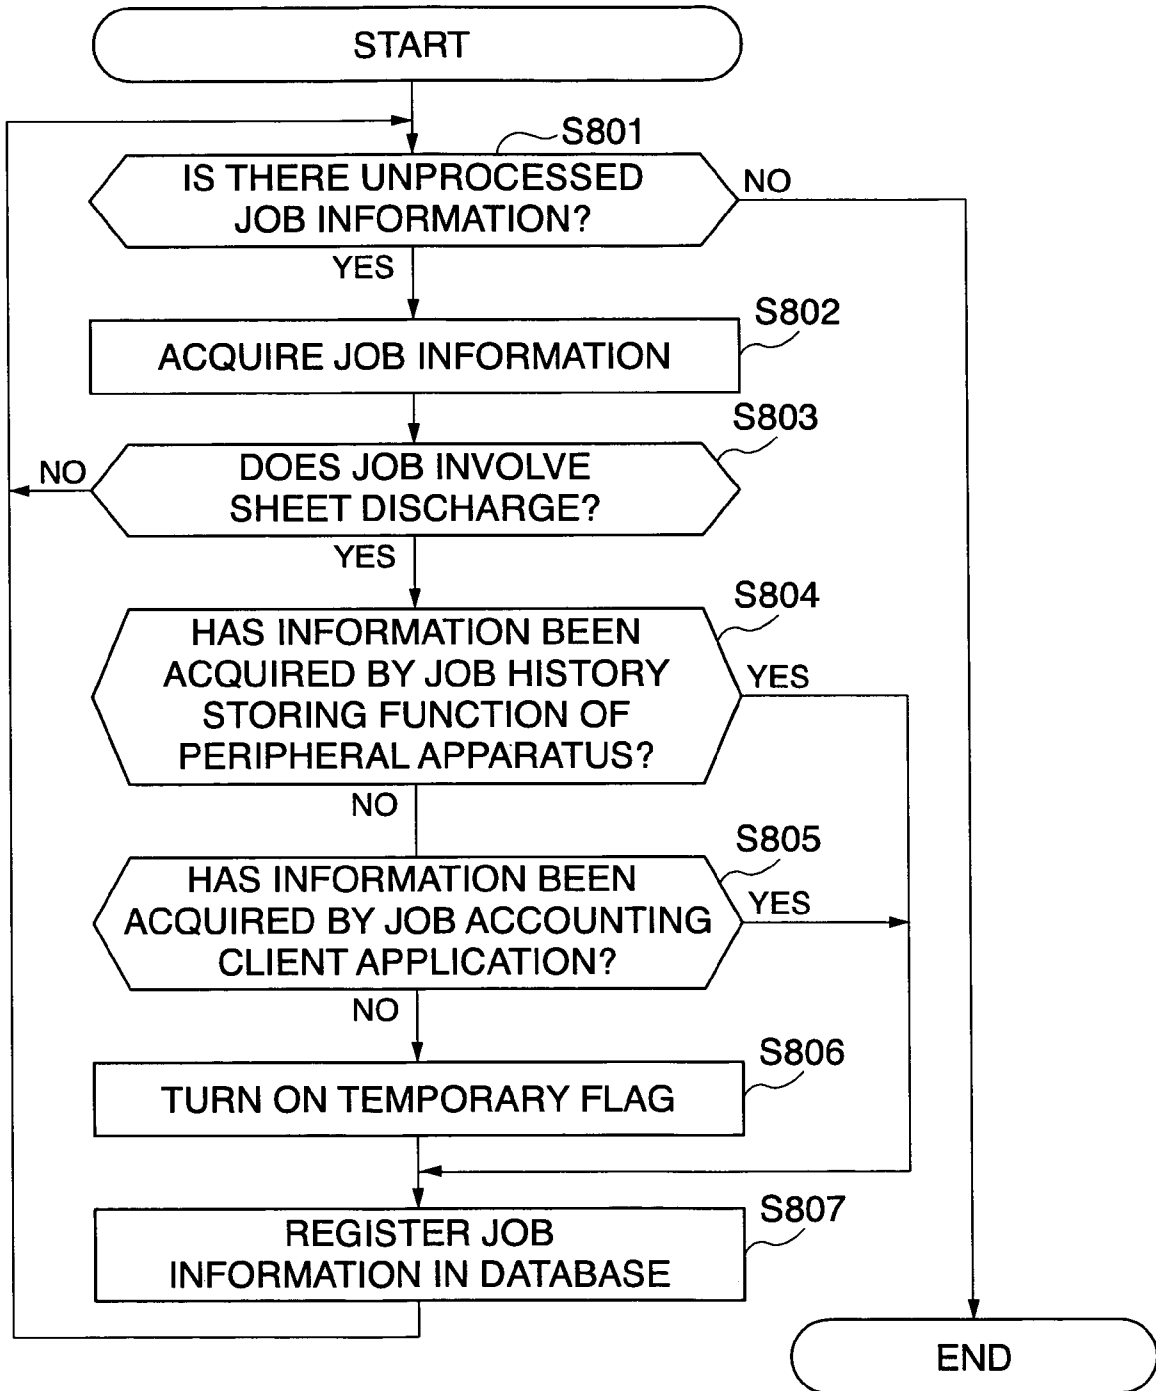 START
S801
IS THERE UNPROCESSED
JOB INFORMATION?
NO
YES
S802
ACQUIRE JOB INFORMATION
S803
DOES JOB INVOLVE
SHEET DISCHARGE?
NO
YES
S804
HAS INFORMATION BEEN
ACQUIRED BY JOB HISTORY
STORING FUNCTION OF
PERIPHERAL APPARATUS?
YES
NO
S805
HAS INFORMATION BEEN
ACQUIRED BY JOB ACCOUNTING
CLIENT APPLICATION?
YES
NO
S806
TURN ON TEMPORARY FLAG
S807
REGISTER JOB
INFORMATION IN DATABASE
END